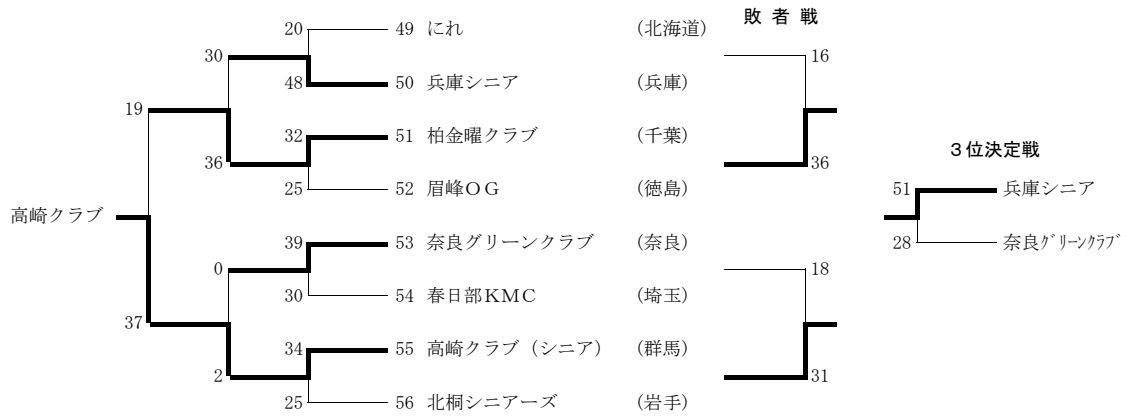 敗 者 戦
20 49 にれ (北海道)
30 16
48 50 兵庫シニア (兵庫)
19
32 51 柏金曜クラブ (千葉)
36 36
３位決定戦
25 52 眉峰ＯＧ (徳島)
51 兵庫シニア
高崎クラブ
39 53 奈良グリーンクラブ (奈良)
28 奈良ｸﾞﾘｰﾝｸﾗﾌﾞ
0 18
30 54 春日部ＫＭＣ (埼玉)
37
34 55 高崎クラブ（シニア） (群馬)
2 31
25 56 北桐シニアーズ (岩手)